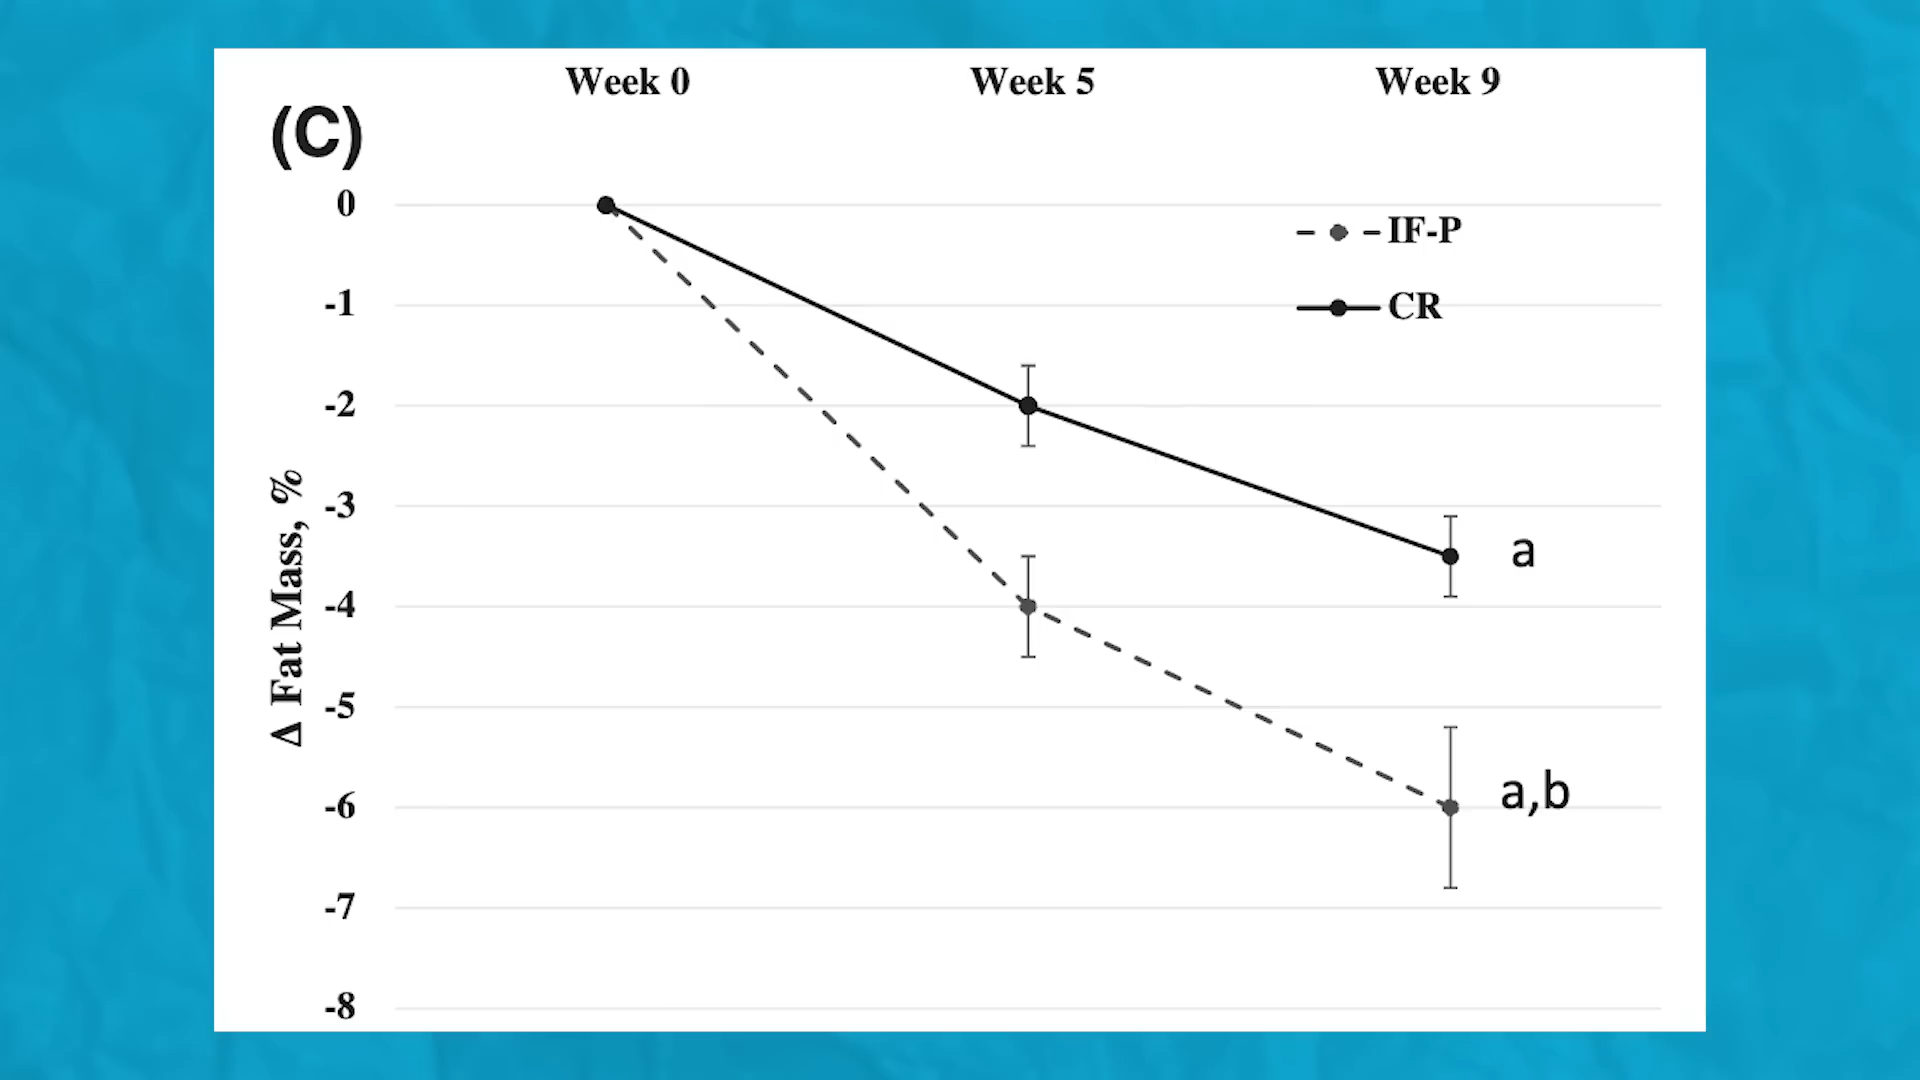 Week 0 Week 5 Week 9
(C)
0
-1
-2
-3
-4
-5
-6
-7
-8
Δ Fat Mass, %
IF-P
CR
a
a,b